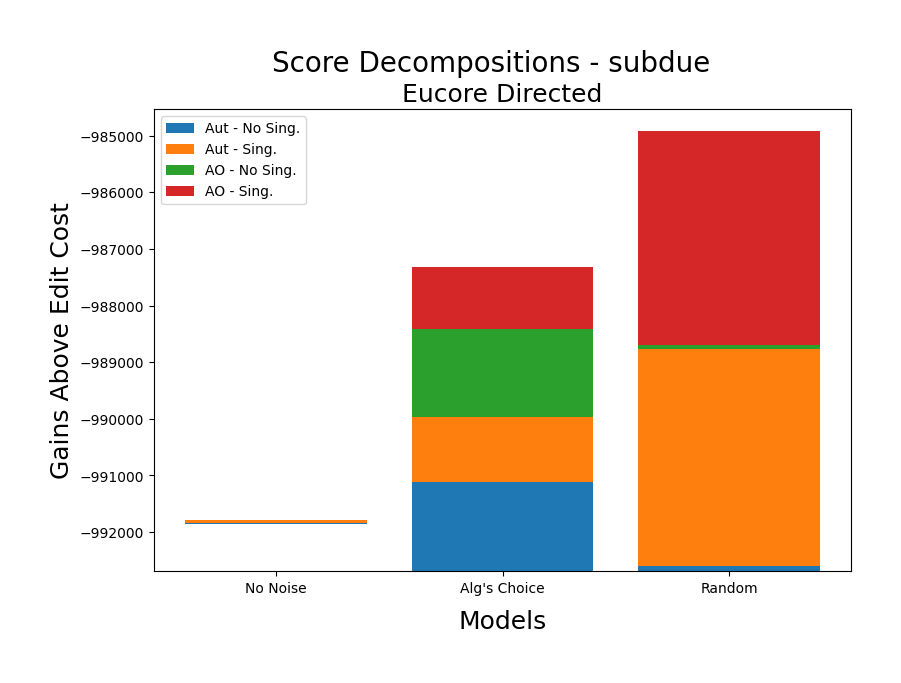 Score Decompositions - subdue
Eucore Directed
Aut - No Sing.
Aut - Sing.
AO - No Sing.
AO - Sing.
Gains Above Edit Cost
−985000
−986000
−987000
−988000
−989000
−990000
−991000
−992000
No Noise
Alg's Choice
Random
Models